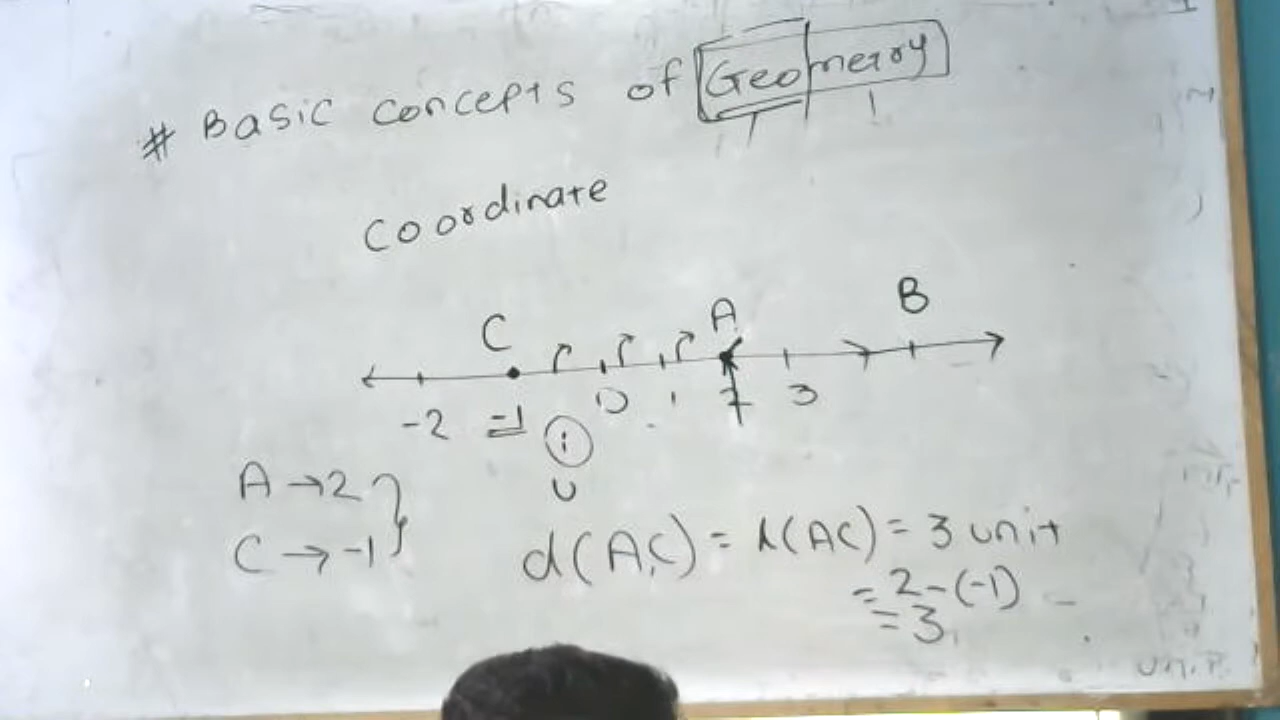 # Basic Concepts of Geometry
Coordinate
C A B
-2 -1 0 1 2 3
A → 2
C → -1
d(A,C) = l(AC) = 3 unit
= 2-(-1)
= 3